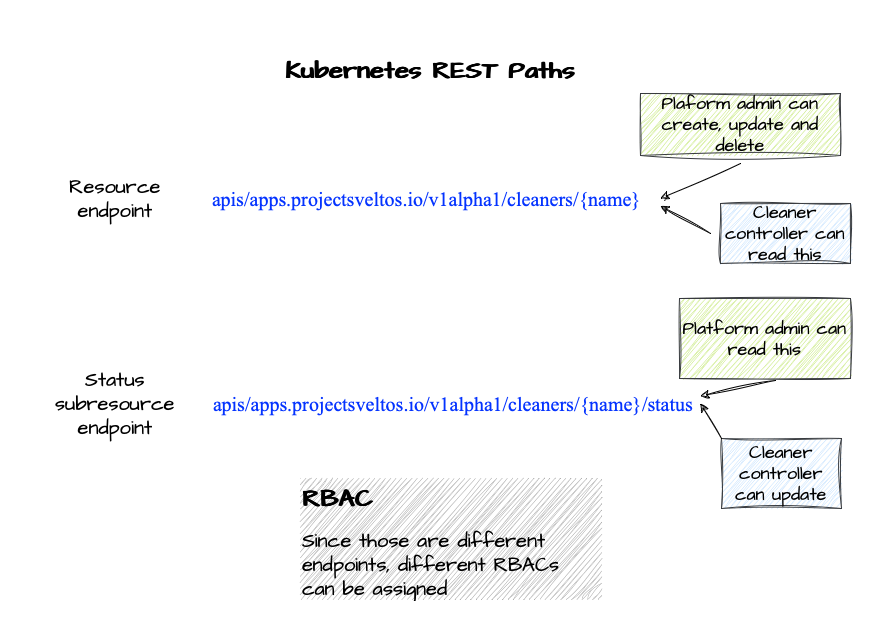 Kubernetes REST Paths
Plaform admin can
create, update and
delete
Resource
endpoint
apis/apps.projectsveltos.io/v1alpha1/cleaners/{name}
Cleaner
controller can
read this
Platform admin can
read this
Status
subresource
endpoint
apis/apps.projectsveltos.io/v1alpha1/cleaners/{name}/status
Cleaner
controller
can update
RBAC
Since those are different
endpoints, different RBACs
can be assigned